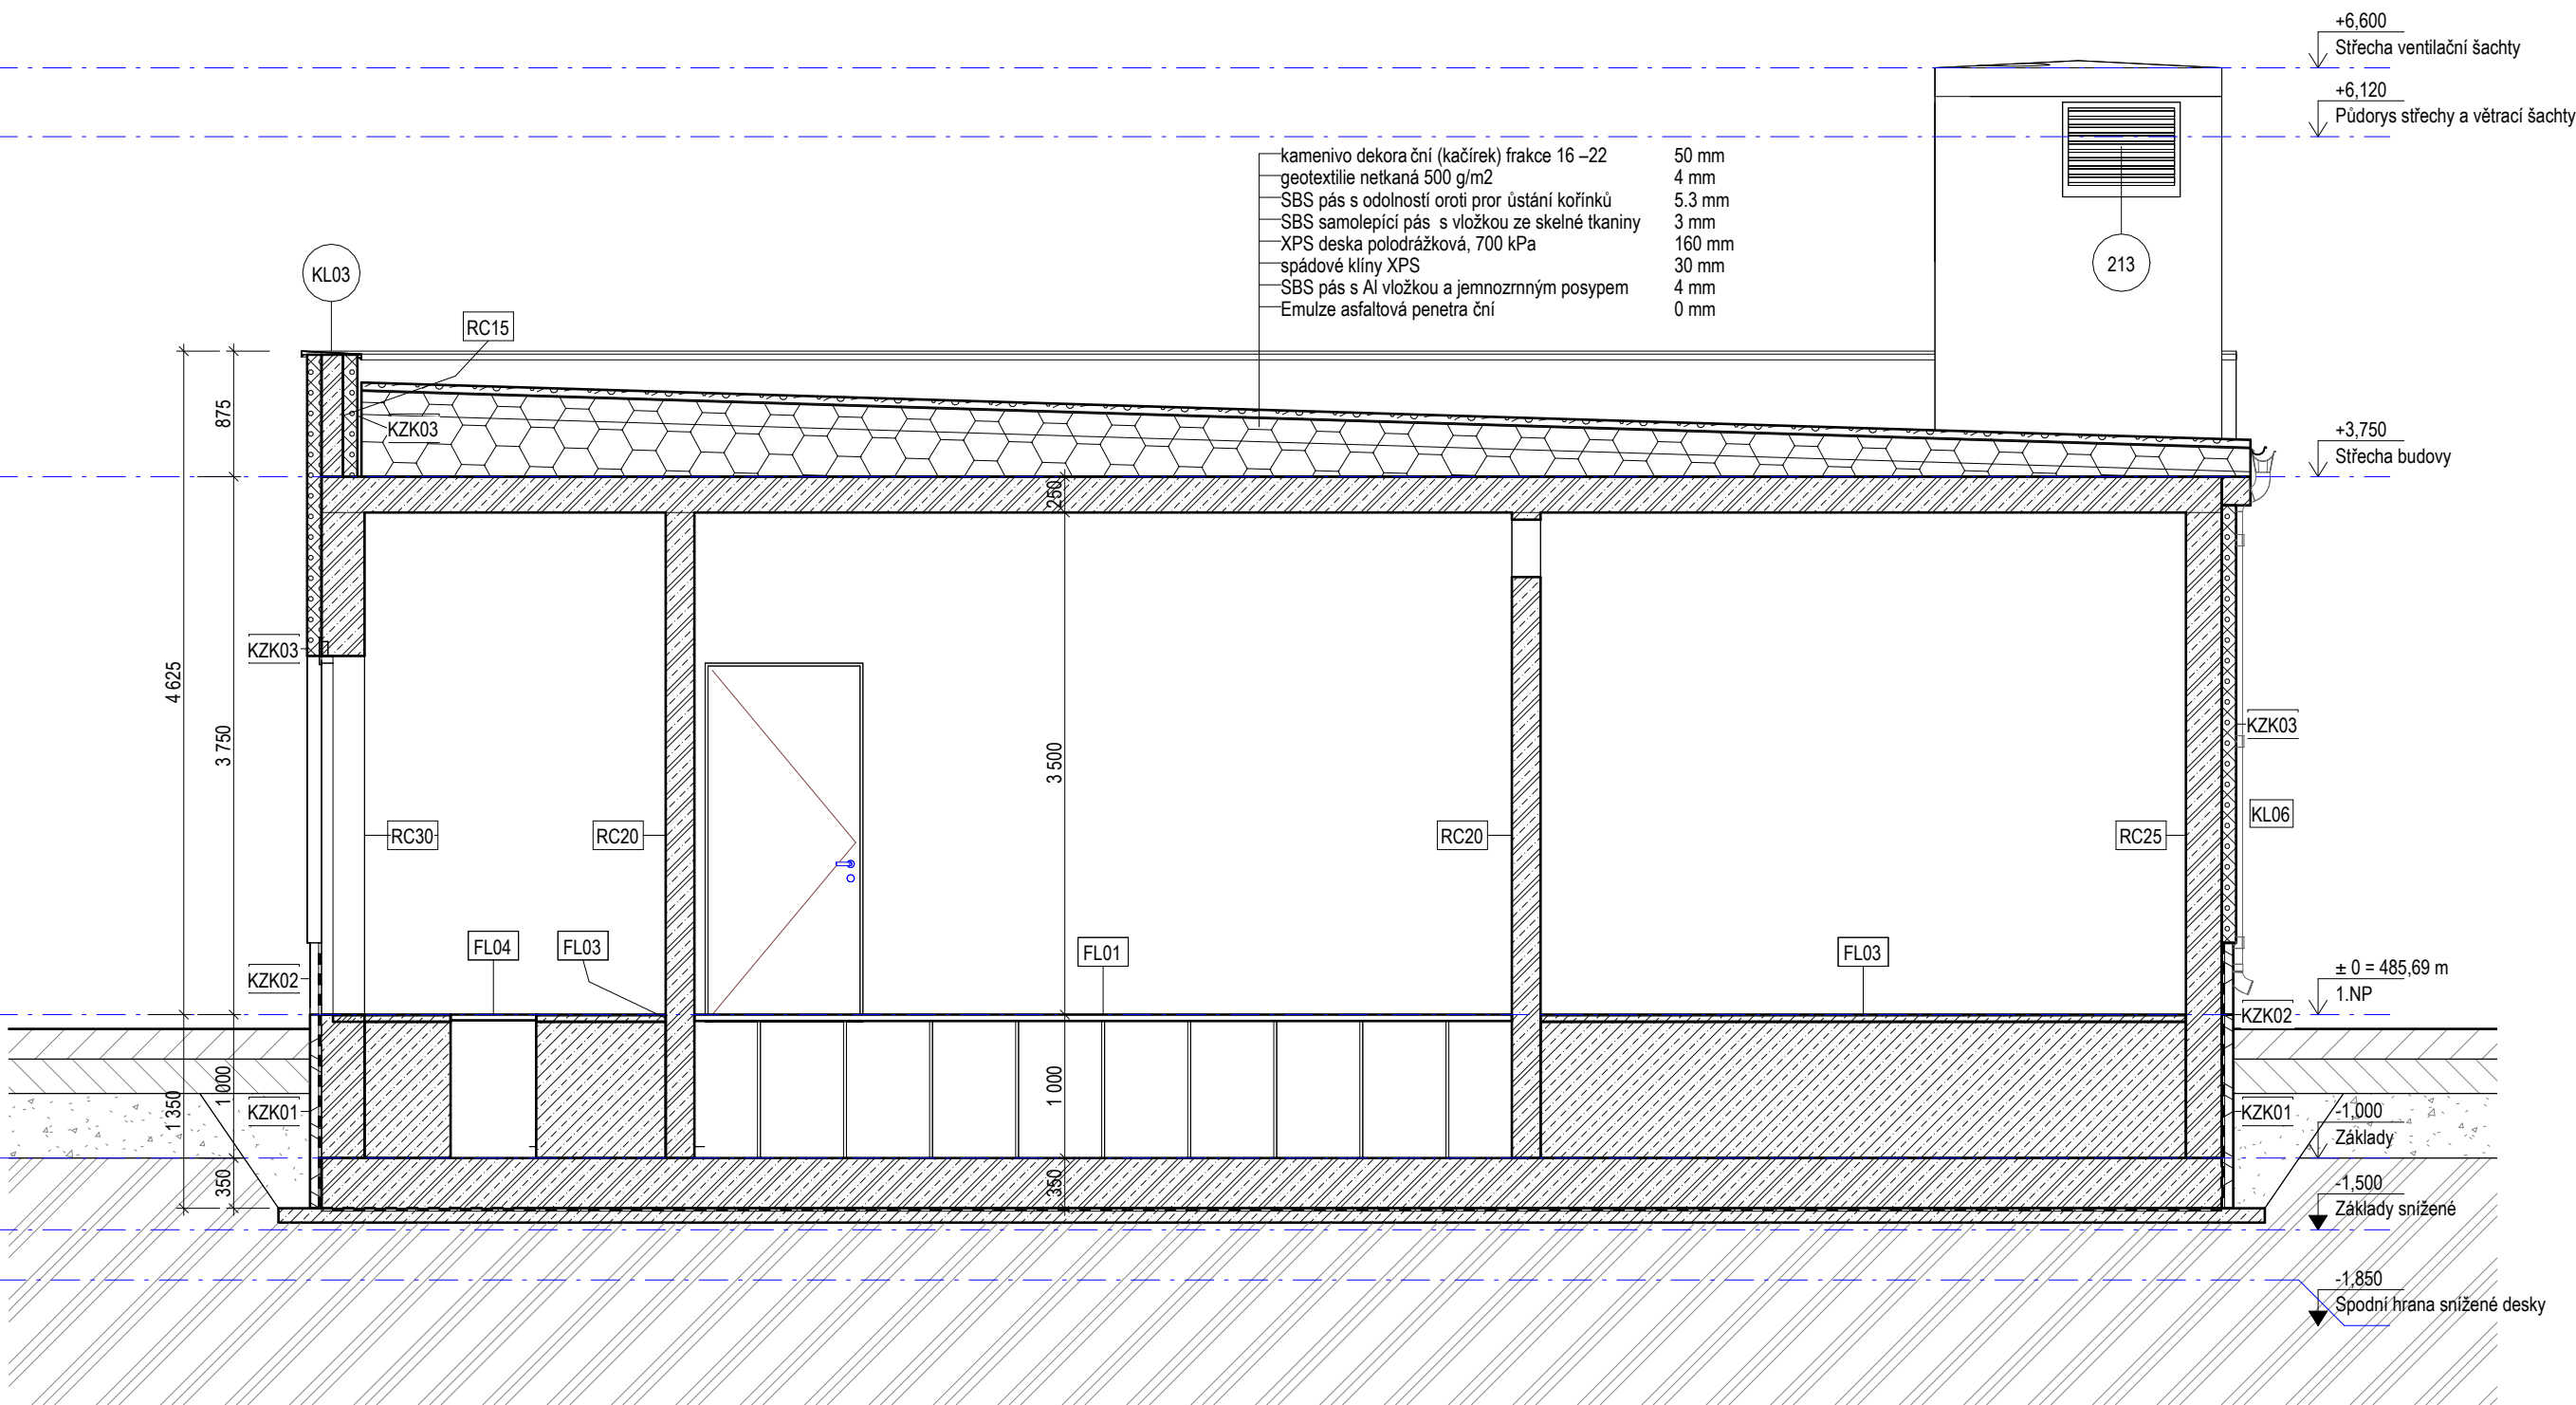 +6,600
Střecha ventilační šachty
+6,120
Půdorys střechy a větrací šachty
kamenivo dekora ční (kačírek) frakce 16 –22 50 mm
geotextilie netkaná 500 g/m2 4 mm
SBS pás s odolností oroti pror ůstání kořínků 5.3 mm
SBS samolepící pás s vložkou ze skelné tkaniny 3 mm
XPS deska polodrážková, 700 kPa 160 mm
spádové klíny XPS 30 mm
SBS pás s Al vložkou a jemnozrnným posypem 4 mm
Emulze asfaltová penetra ční 0 mm
KL03
213
RC15
875
KZK03
+3,750
Střecha budovy
250
KZK03
4 625
3 750
3 500
KZK03
KL06
RC30
RC20
RC20
RC25
FL04
FL03
FL01
FL03
KZK02
± 0 = 485,69 m
1.NP
KZK02
1 350
1 000
1 000
KZK01
KZK01
-1,000
Základy
350
350
-1,500
Základy snížené
-1,850
Spodní hrana snížené desky